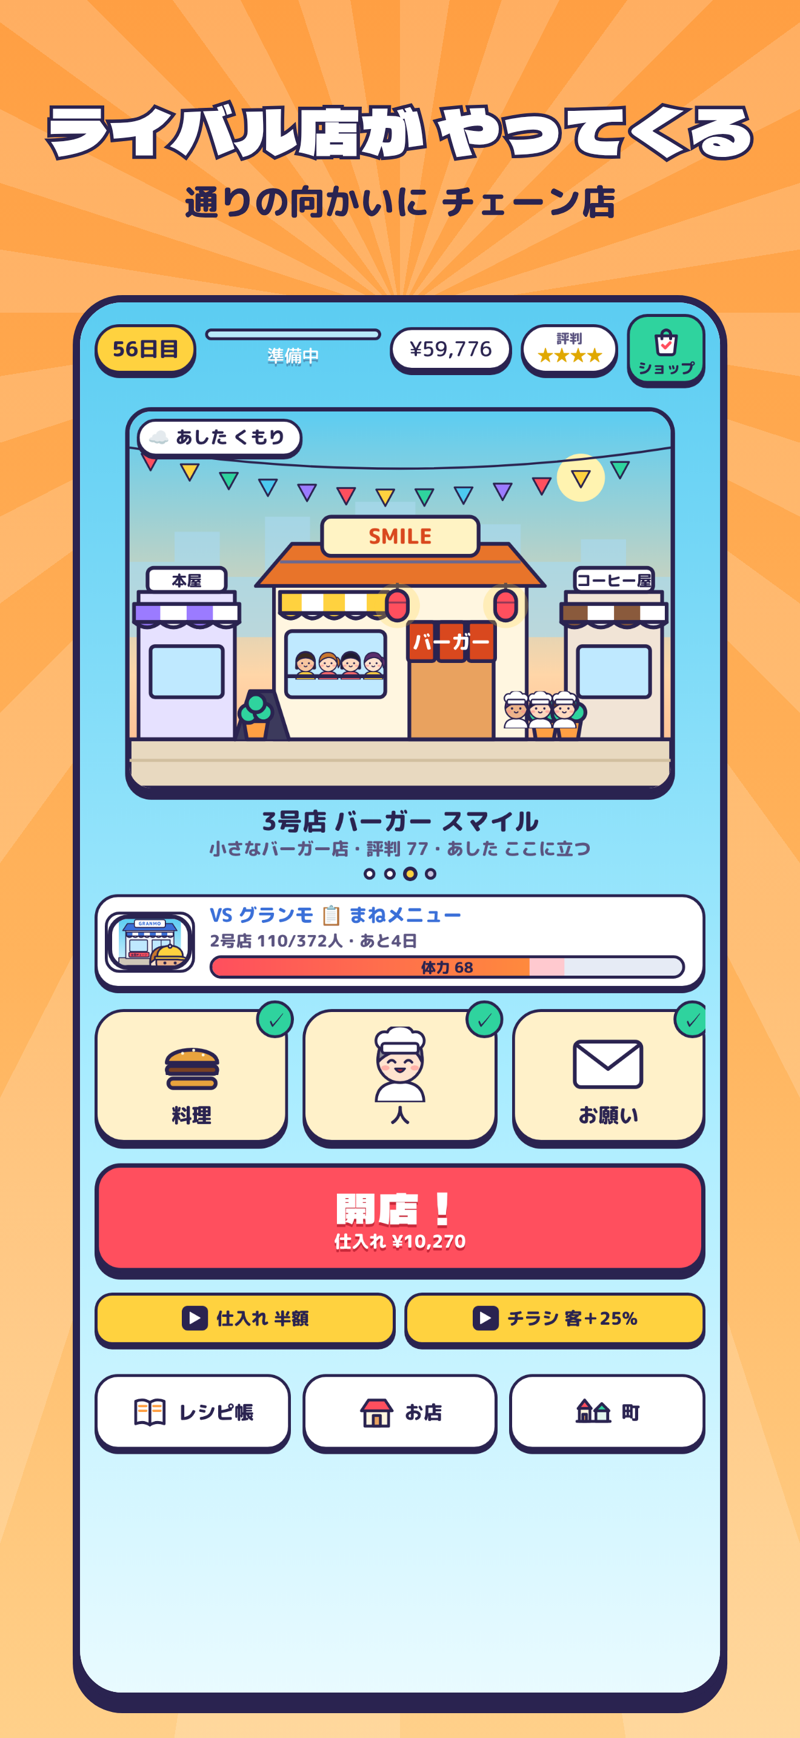 ライバル店が やってくる
通りの向かいに チェーン店
56日目
準備中
¥59,776
評判
★★★★
ショップ
あした くもり
SMILE
本屋
コーヒー屋
バーガー
3号店 バーガー スマイル
小さなバーガー店・評判 77・あした ここに立つ
GRANMO
VS グランモ 📋 まねメニュー
2号店 110/372人・あと4日
体力 68
料理
人
お願い
開店！
仕入れ ¥10,270
仕入れ 半額
チラシ 客＋25%
レシピ帳
お店
町